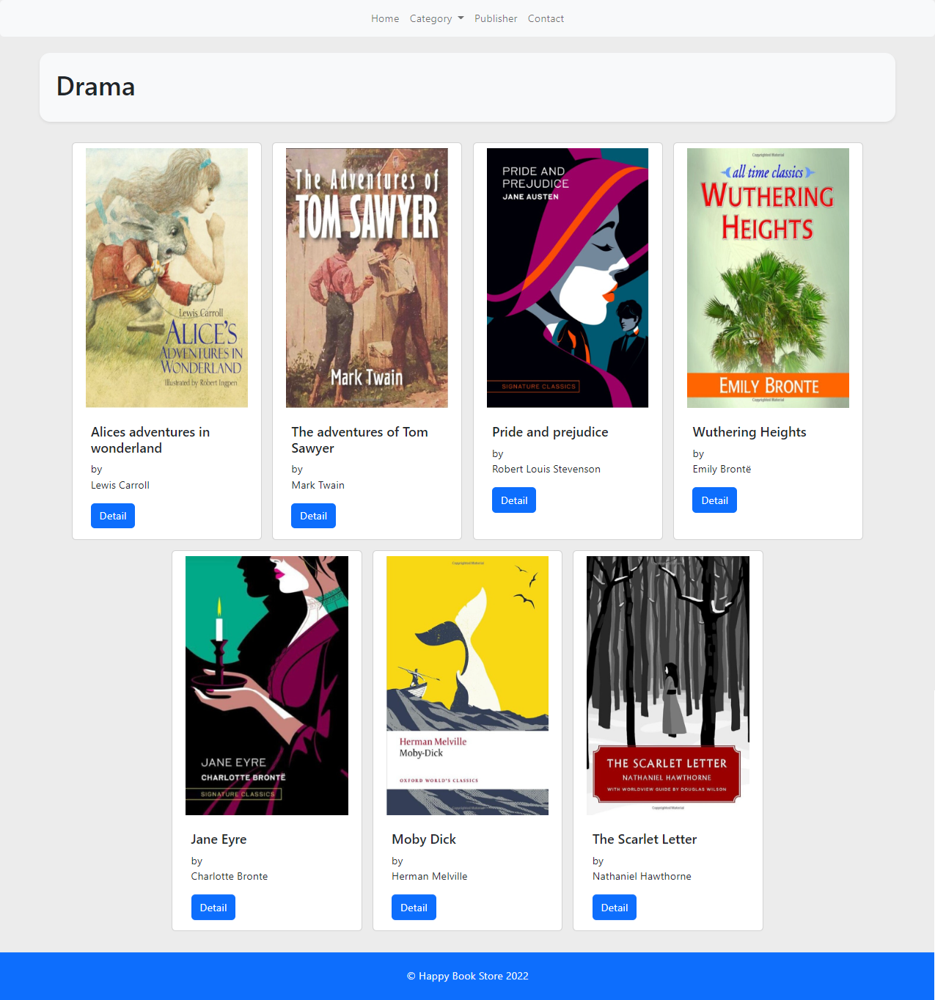 Home Category Publisher Contact
Drama
Lewis Carroll
ALICE'S
ADVENTURES IN
WONDERLAND
Illustrated by Robert Ingpen
Alices adventures in
wonderland
by
Lewis Carroll
Detail
The Adventures of
TOM SAWYER
Mark Twain
The adventures of Tom
Sawyer
by
Mark Twain
Detail
PRIDE AND
PREJUDICE
JANE AUSTEN
SIGNATURE CLASSICS
Pride and prejudice
by
Robert Louis Stevenson
Detail
Copyrighted Material
all time classics
WUTHERING
HEIGHTS
EMILY BRONTE
Copyrighted Material
Wuthering Heights
by
Emily Brontë
Detail
JANE EYRE
CHARLOTTE BRONTË
SIGNATURE CLASSICS
Jane Eyre
by
Charlotte Bronte
Detail
Copyrighted Material
Herman Melville
Moby-Dick
OXFORD WORLD'S CLASSICS
Copyrighted Material
Moby Dick
by
Herman Melville
Detail
Copyrighted Material
THE SCARLET LETTER
NATHANIEL HAWTHORNE
WITH WORLDVIEW GUIDE BY DOUGLAS WILSON
Copyrighted Material
The Scarlet Letter
by
Nathaniel Hawthorne
Detail
© Happy Book Store 2022